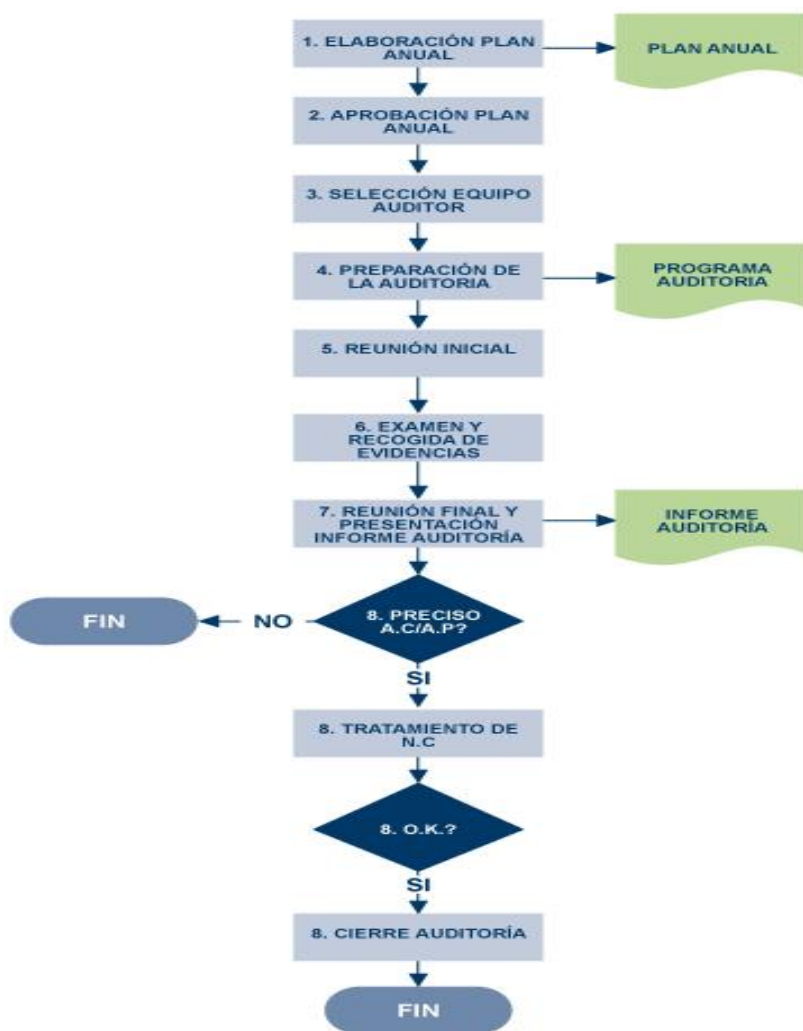 1. ELABORACIÓN PLAN
ANUAL
PLAN ANUAL
2. APROBACIÓN PLAN
ANUAL
3. SELECCIÓN EQUIPO
AUDITOR
4. PREPARACIÓN DE
LA AUDITORIA
PROGRAMA
AUDITORIA
5. REUNIÓN INICIAL
6. EXAMEN Y
RECOGIDA DE
EVIDENCIAS
7. REUNIÓN FINAL Y
PRESENTACIÓN
INFORME AUDITORÍA
INFORME
AUDITORÍA
8. PRECISO
A.C/A.P?
NO
FIN
SI
8. TRATAMIENTO DE
N.C
8. O.K.?
SI
8. CIERRE AUDITORÍA
FIN